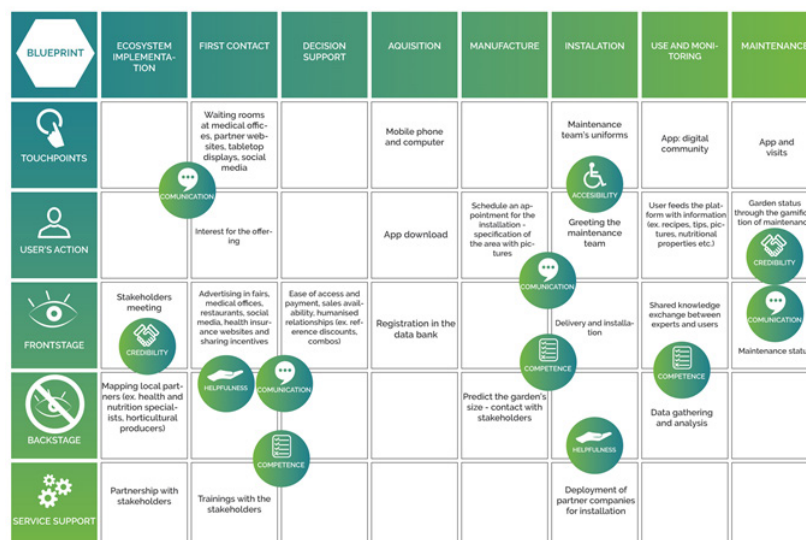 BLUEPRINT
ECOSYSTEM
IMPLEMENTA-
TION
FIRST CONTACT
DECISION
SUPPORT
AQUISITION
MANUFACTURE
INSTALATION
USE AND MONI-
TORING
MAINTENANCE
TOUCHPOINTS
Waiting rooms
at medical offic-
es, partner web-
sites, tabletop
displays, social
media
Mobile phone
and computer
Maintenance
team's uniforms
App: digital
community
App and
visits
COMUNICATION
ACCESIBILITY
USER'S ACTION
Interest for the offer-
ing
App download
Schedule an ap-
pointment for the
installation -
specification of
the area with pic-
tures
Greeting the
maintenance
team
User feeds the plat-
form with information
(ex. recipes, tips, pic-
tures, nutritional
properties etc.)
Garden status
through the gamifica-
tion of maintenance
CREDIBILITY
COMUNICATION
FRONTSTAGE
Stakeholders
meeting
CREDIBILITY
Advertising in fairs,
medical offices,
restaurants, social
media, health insur-
ance websites and
sharing incentives
Ease of access and
payment, sales avail-
ability, humanised
relationships (ex. ref-
erence discounts,
combos)
Registration in the
data bank
Delivery and installa-
tion
Shared knowledge
exchange between
experts and users
COMUNICATION
Maintenance status
HELPFULNESS
COMUNICATION
COMPETENCE
COMPETENCE
BACKSTAGE
Mapping local part-
ners (ex. health and
nutrition special-
ists, horticultural
producers)
Predict the garden's
size - contact with
stakeholders
Data gathering
and analysis
COMPETENCE
HELPFULNESS
SERVICE SUPPORT
Partnership with
stakeholders
Trainings with the
stakeholders
Deployment of
partner companies
for installation